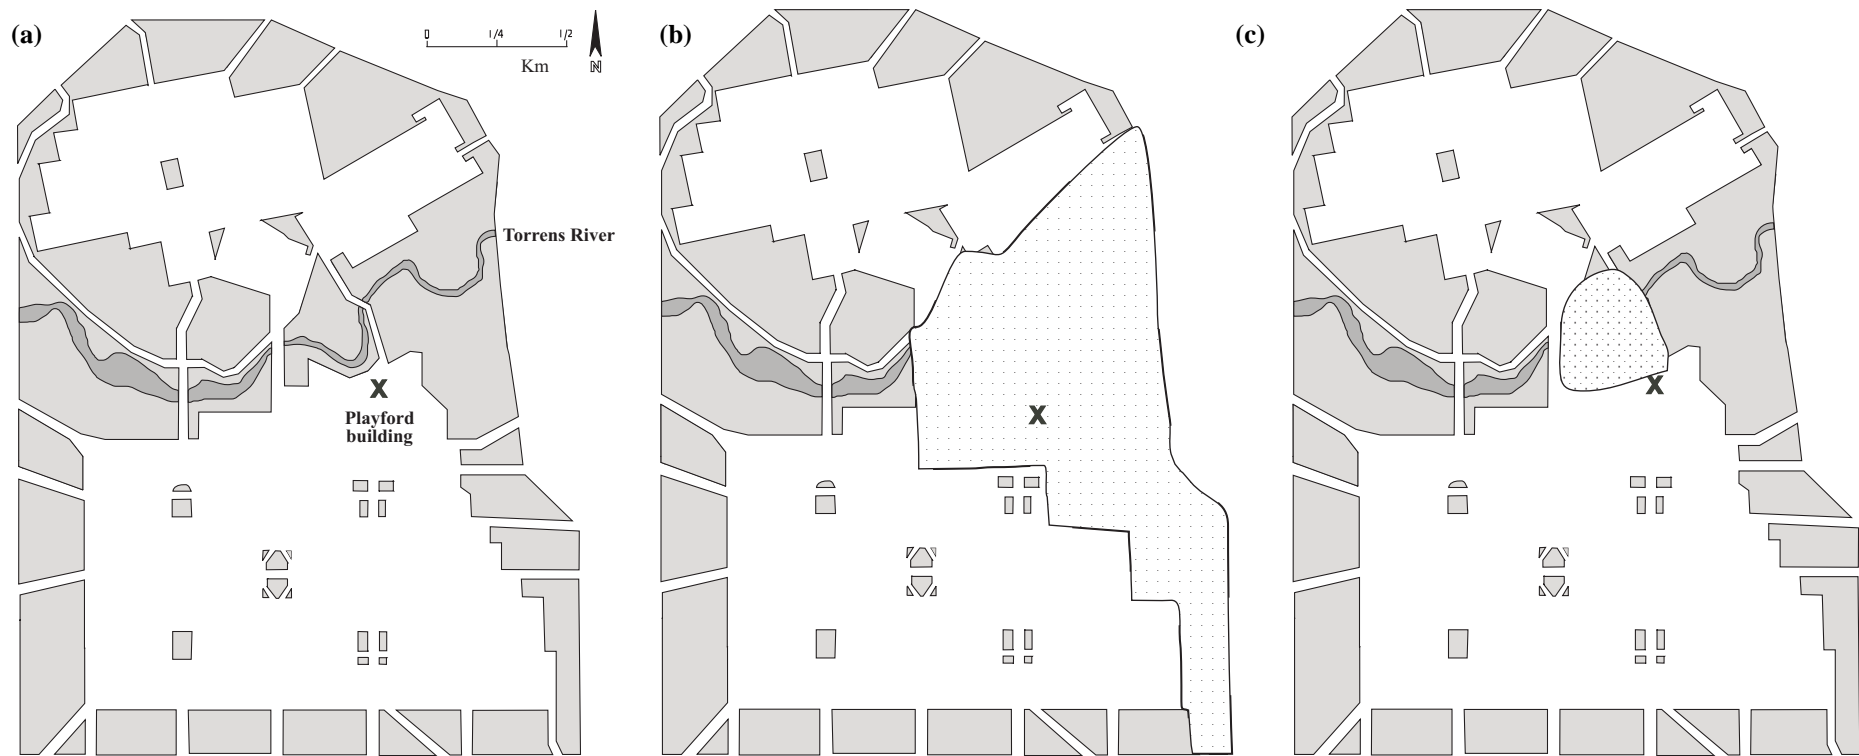 (a)
0 1/4 1/2
Km
N
Torrens River
X
Playford
building
(b)
X
(c)
X